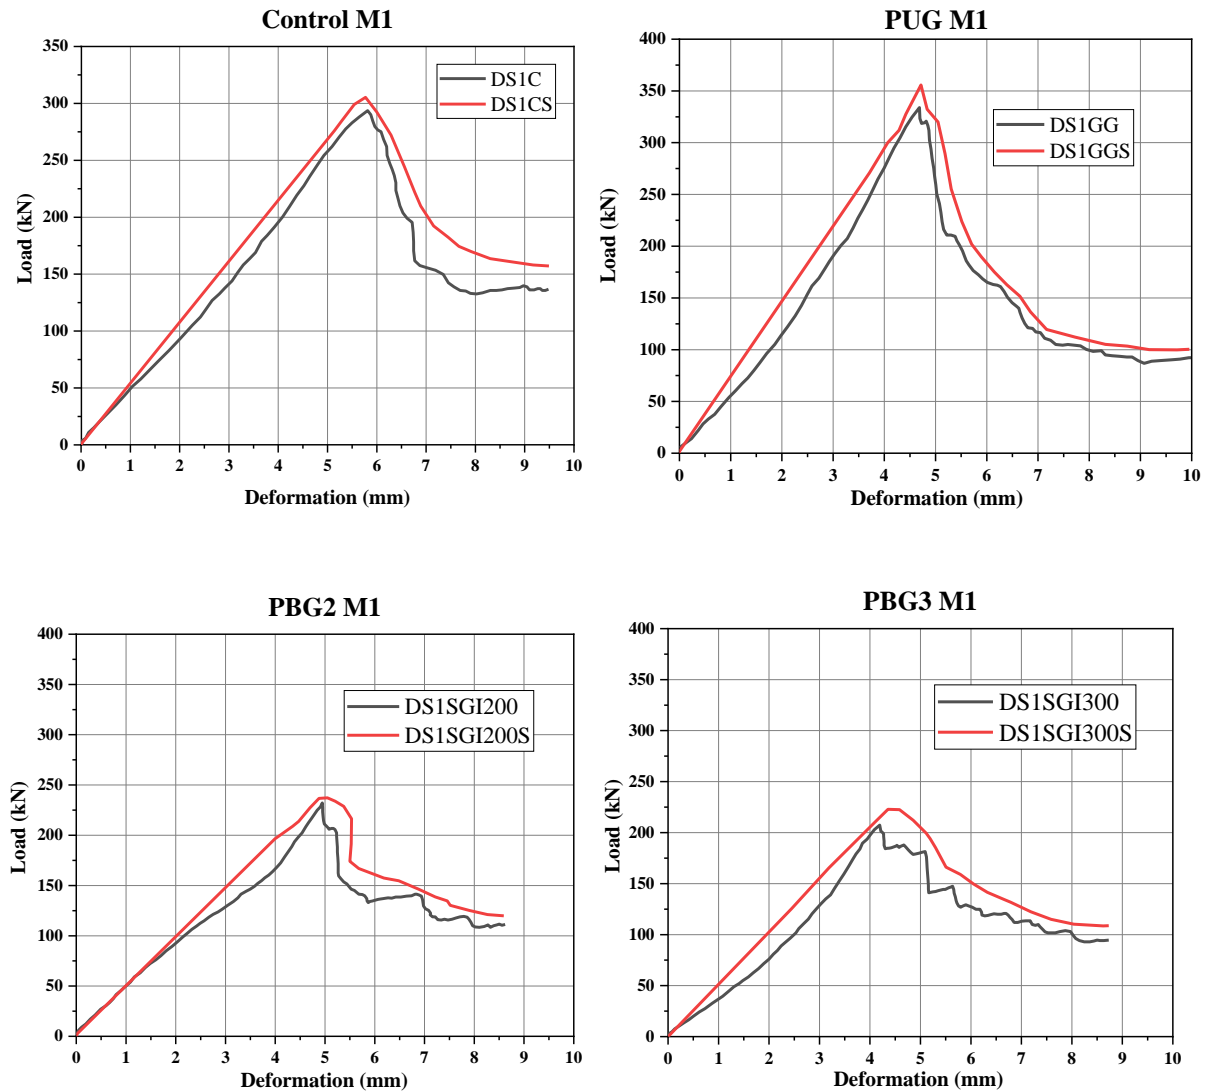 Control M1
350
300
250
200
150
100
50
0
Load (kN)
DS1C
DS1CS
0 1 2 3 4 5 6 7 8 9 10
Deformation (mm)
PUG M1
400
350
300
250
200
150
100
50
0
Load (kN)
DS1GG
DS1GGS
0 1 2 3 4 5 6 7 8 9 10
Deformation (mm)
PBG2 M1
400
350
300
250
200
150
100
50
0
Load (kN)
DS1SGI200
DS1SGI200S
0 1 2 3 4 5 6 7 8 9 10
Deformation (mm)
PBG3 M1
400
350
300
250
200
150
100
50
0
Load (kN)
DS1SGI300
DS1SGI300S
0 1 2 3 4 5 6 7 8 9 10
Deformation (mm)